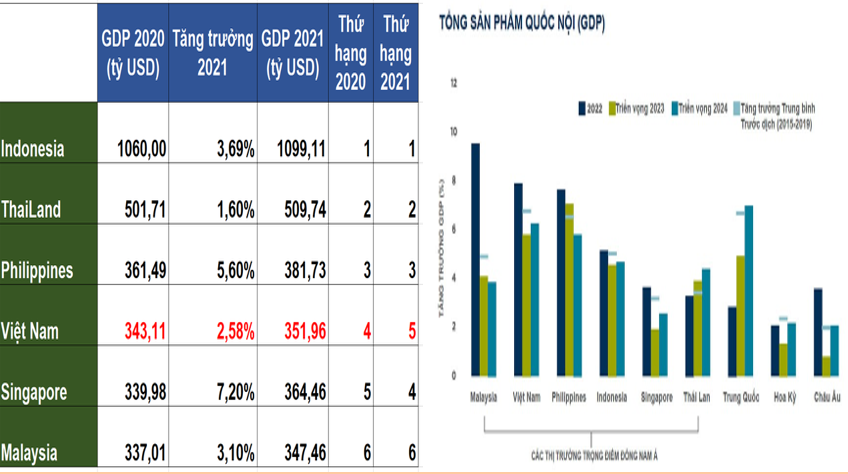 GDP 2020 (tỷ USD) Tăng trưởng 2021 GDP 2021 (tỷ USD) Thứ hạng 2020 Thứ hạng 2021
Indonesia 1060,00 3,69% 1099,11 1 1
ThaiLand 501,71 1,60% 509,74 2 2
Philippines 361,49 5,60% 381,73 3 3
Việt Nam 343,11 2,58% 351,96 4 5
Singapore 339,98 7,20% 364,46 5 4
Malaysia 337,01 3,10% 347,46 6 6
TỔNG SẢN PHẨM QUỐC NỘI (GDP)
2022 Triển vọng 2023 Triển vọng 2024 Tăng trưởng Trung bình
Trước dịch (2015-2019)
TĂNG TRƯỞNG GDP (%)
12
10
8
6
4
2
0
Malaysia Việt Nam Philippines Indonesia Singapore Thái Lan Trung Quốc Hoa Kỳ Châu Âu
CÁC THỊ TRƯỜNG TRỌNG ĐIỂM ĐÔNG NAM Á